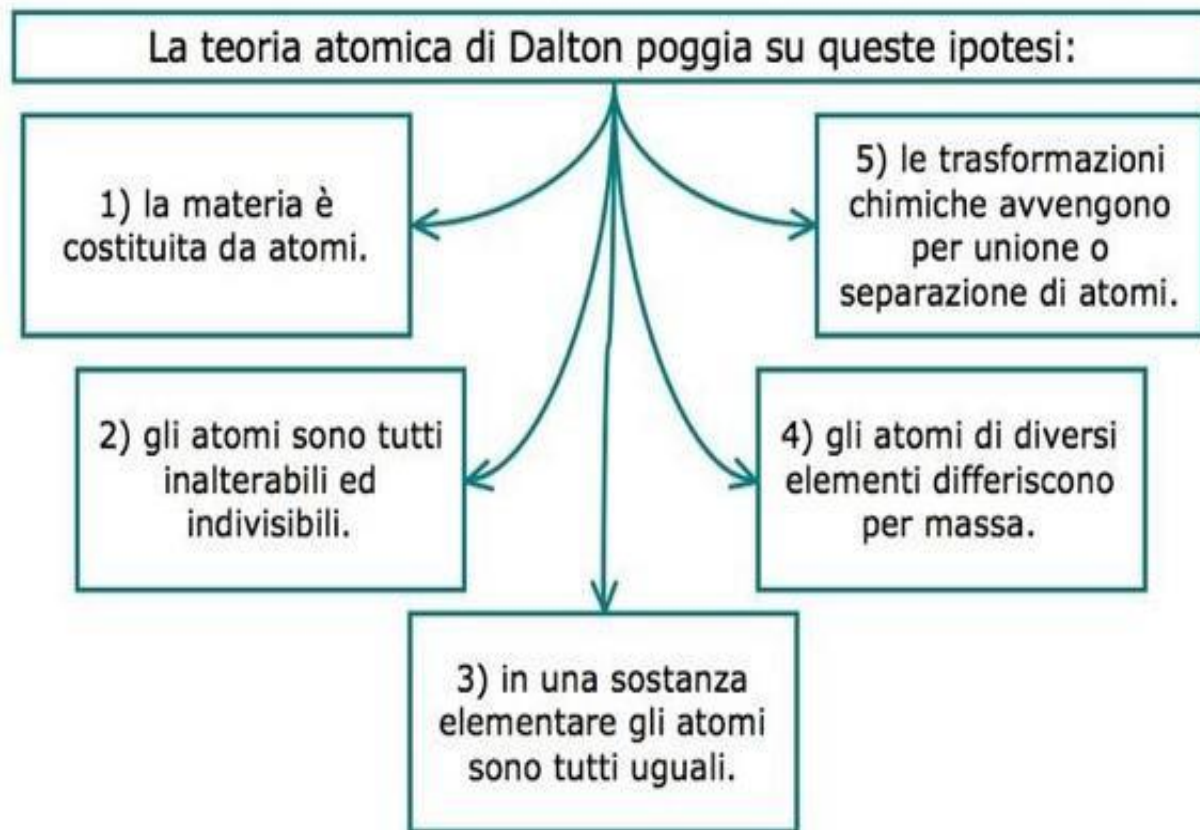 La teoria atomica di Dalton poggia su queste ipotesi:
1) la materia è
costituita da atomi.
2) gli atomi sono tutti
inalterabili ed
indivisibili.
3) in una sostanza
elementare gli atomi
sono tutti uguali.
4) gli atomi di diversi
elementi differiscono
per massa.
5) le trasformazioni
chimiche avvengono
per unione o
separazione di atomi.